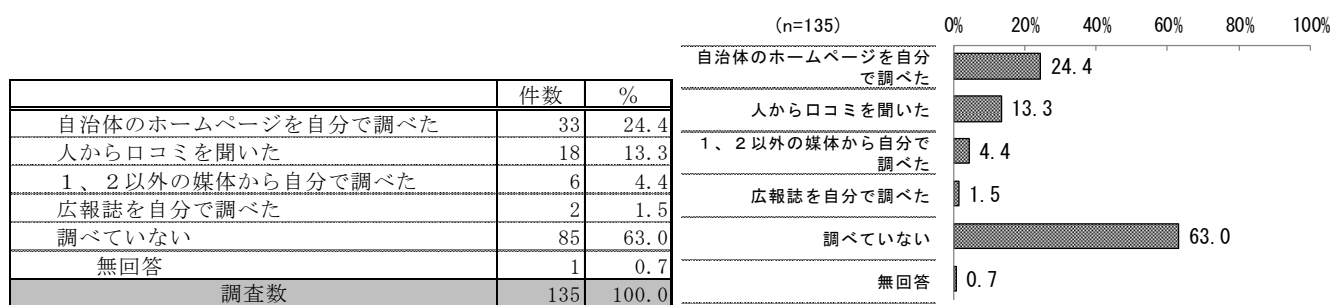 件数 %
自治体のホームページを自分で調べた 33 24.4
人から口コミを聞いた 18 13.3
１、２以外の媒体から自分で調べた 6 4.4
広報誌を自分で調べた 2 1.5
調べていない 85 63.0
無回答 1 0.7
調査数 135 100.0
(n=135) 0% 20% 40% 60% 80% 100%
自治体のホームページを自分
で調べた
24.4
人から口コミを聞いた 13.3
１、２以外の媒体から自分で
調べた
4.4
広報誌を自分で調べた 1.5
調べていない 63.0
無回答 0.7